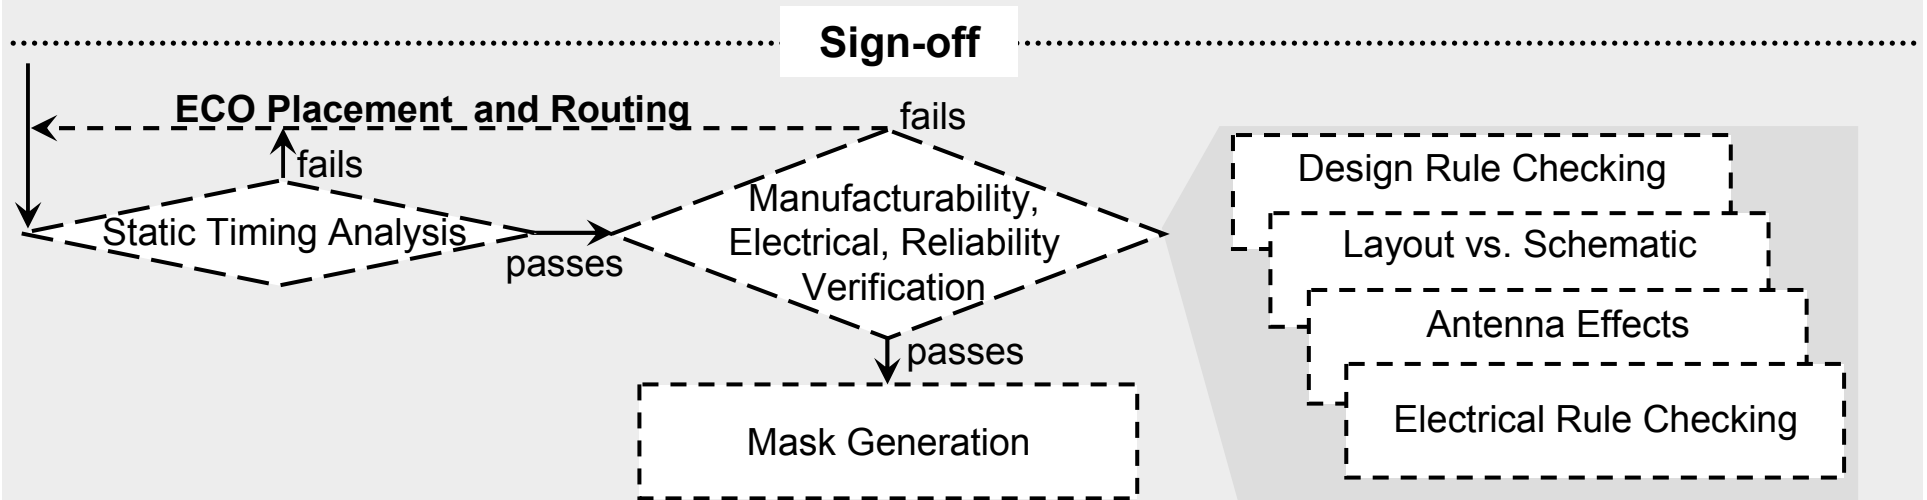 Sign-off
ECO Placement and Routing
fails
fails
Static Timing Analysis
passes
Manufacturability,
Electrical, Reliability
Verification
passes
Mask Generation
Design Rule Checking
Layout vs. Schematic
Antenna Effects
Electrical Rule Checking